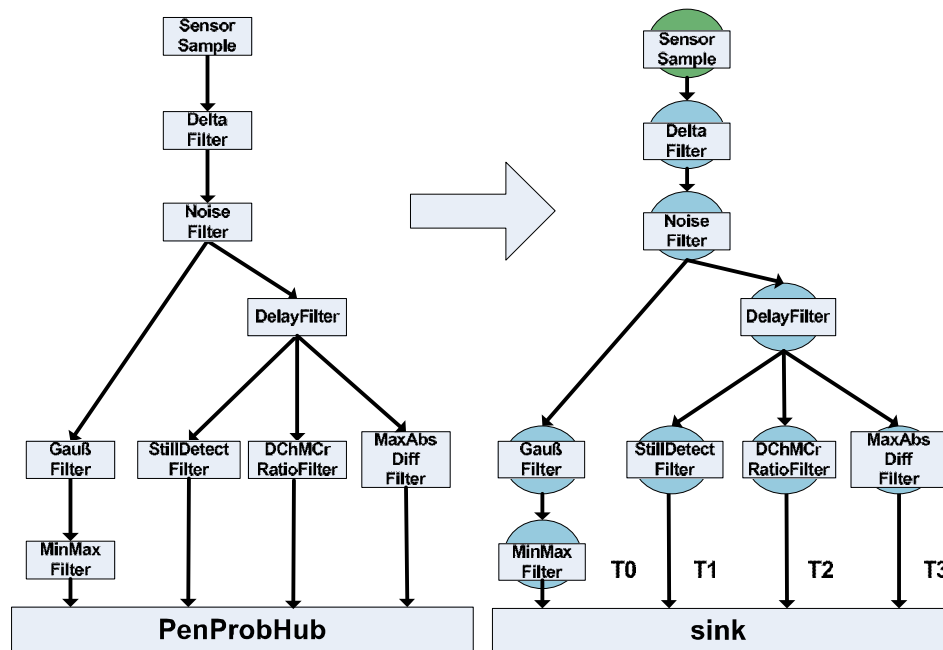 Sensor
Sample
Delta
Filter
Noise
Filter
DelayFilter
Gauß
Filter
StillDetect
Filter
DChMCr
RatioFilter
MaxAbs
Diff
Filter
MinMax
Filter
PenProbHub
Sensor
Sample
Delta
Filter
Noise
Filter
DelayFilter
Gauß
Filter
StillDetect
Filter
DChMCr
RatioFilter
MaxAbs
Diff
Filter
MinMax
Filter
T0
T1
T2
T3
sink